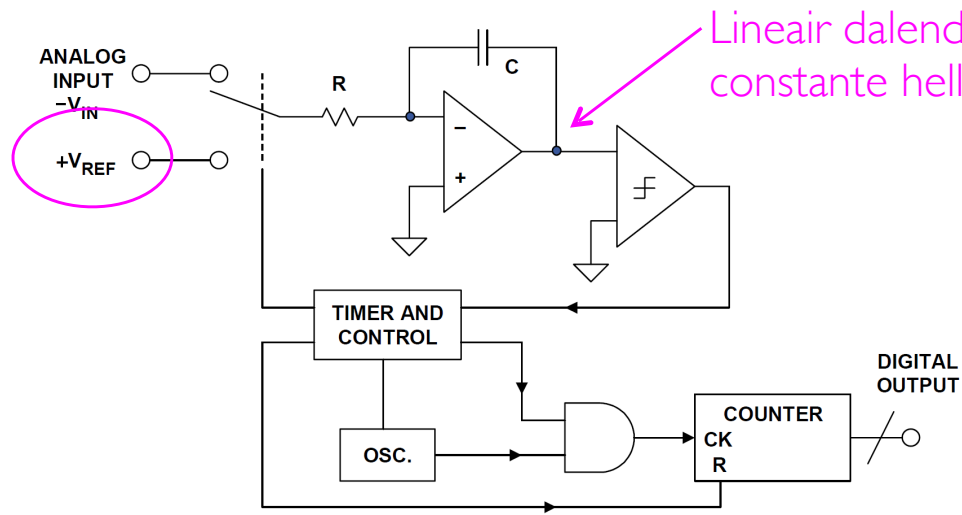 Lineair dalend
constante hell
ANALOG
INPUT
−VIN
+VREF
R
C
−
+
TIMER AND
CONTROL
OSC.
COUNTER
CK
R
DIGITAL
OUTPUT